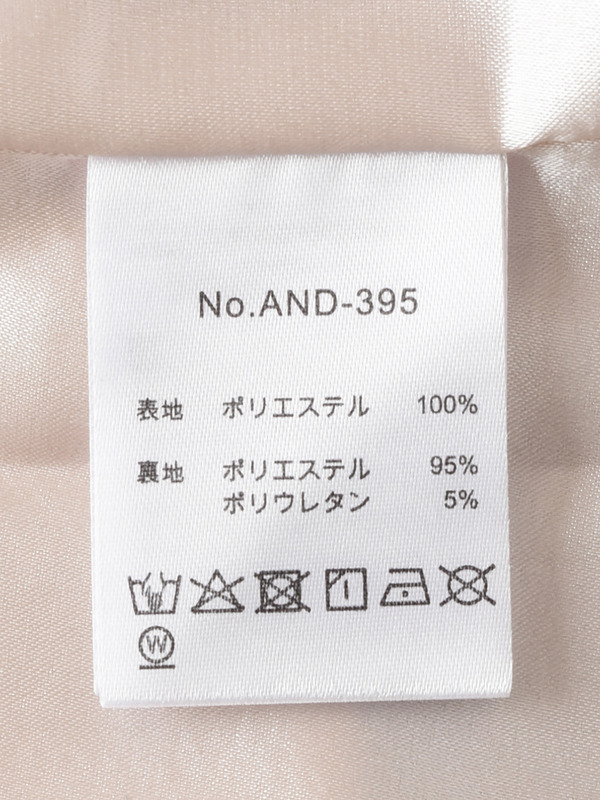 No.AND-395
表地 ポリエステル 100%
裏地 ポリエステル 95%
ポリウレタン 5%
W